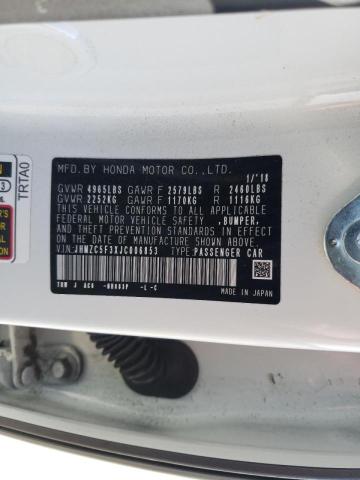 MFD.BY HONDA MOTOR CO.,LTD. 1/'18
GVWR 4965LBS GAWR F 2579LBS R 2460LBS
GVWR 2252KG GAWR F 1170KG R 1116KG
THIS VEHICLE CONFORMS TO ALL APPLICABLE
FEDERAL MOTOR VEHICLE SAFETY ,BUMPER,
AND THEFT PREVENTION STANDARDS IN EFFECT
ON THE DATE OF MANUFACTURE SHOWN ABOVE.
VIN: JHMZC5F3XJC006853 TYPE:PASSENGER CAR
-L -C
MADE IN JAPAN
TRTA0